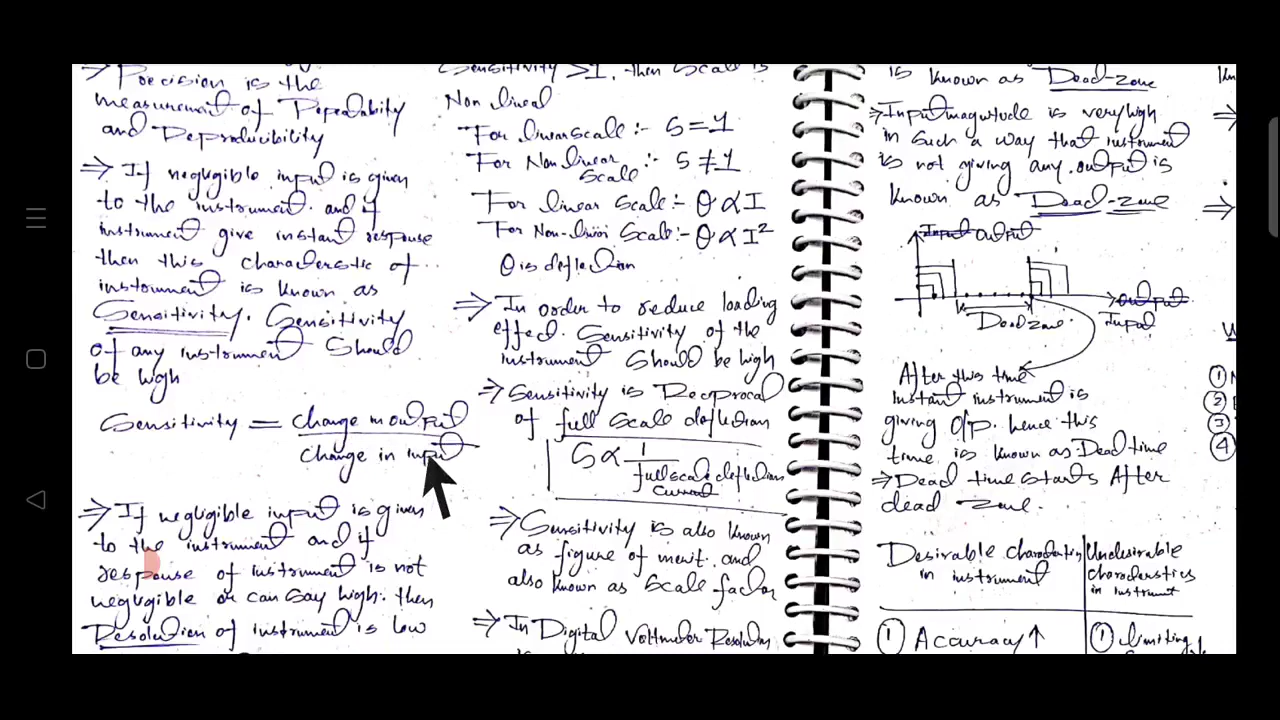 => Precision is the
measurement of Repeatability
and Reproducibility
=> If negligible input is given
to the instrument. and if
instrument give instant response
then this characteristic of
instrument is known as
Sensitivity. Sensitivity
of any instrument Should
be high
Sensitivity = change in output
change in input
=> If negligible input is given
to the instrument and if
response of instrument is not
negligible or can say high. then
Resolution of instrument is low
Sensitivity > 1, then Scale is
Non linear
For linear scale :- S = 1
For Non linear Scale :- S ≠ 1
For linear Scale :- θ ∝ I
For Non-linear Scale :- θ ∝ I²
θ is deflection
=> In order to reduce loading
effect. Sensitivity of the
instrument Should be high
=> Sensitivity is Reciprocal
of full Scale deflection
S ∝ 1
full scale deflection
current
=> Sensitivity is also known
as figure of merit. and
also known as Scale factor
=> In Digital Voltmeter Resolution
is known as Dead-zone
=> Input magnitude is very high
in such a way that instrument
is not giving any output is
known as Dead-zone
Input output
output
Input
Dead zone.
After this time
instant instrument is
giving o/p. hence this
time is known as Dead time
=> Dead time starts After
dead zone.
Desirable characteristics
in instrument
Undesirable
characteristics
in instrument
① Accuracy ↑
① limiting
①
②
③
④